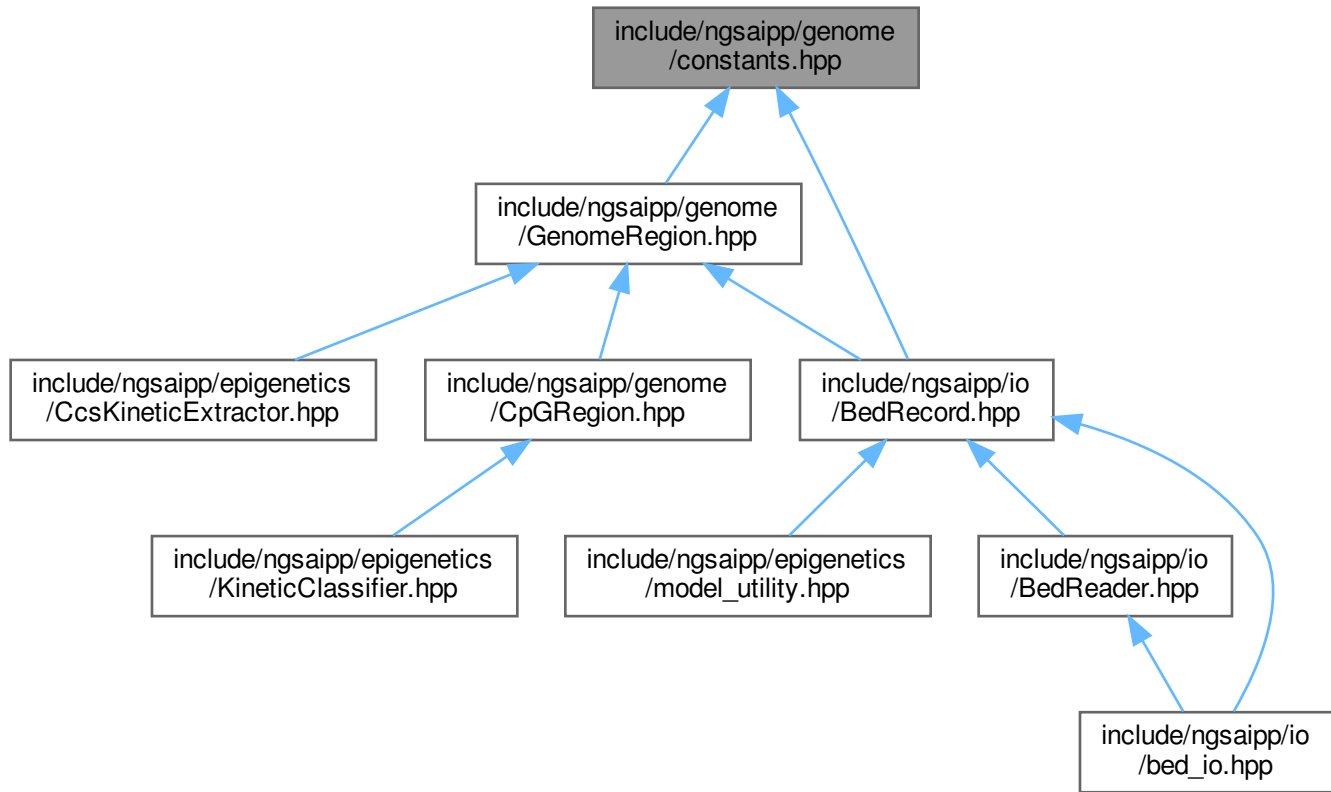 include/ngsaipp/genome
/constants.hpp
include/ngsaipp/genome
/GenomeRegion.hpp
include/ngsaipp/epigenetics
/CcsKineticExtractor.hpp
include/ngsaipp/genome
/CpGRegion.hpp
include/ngsaipp/io
/BedRecord.hpp
include/ngsaipp/epigenetics
/KineticClassifier.hpp
include/ngsaipp/epigenetics
/model_utility.hpp
include/ngsaipp/io
/BedReader.hpp
include/ngsaipp/io
/bed_io.hpp